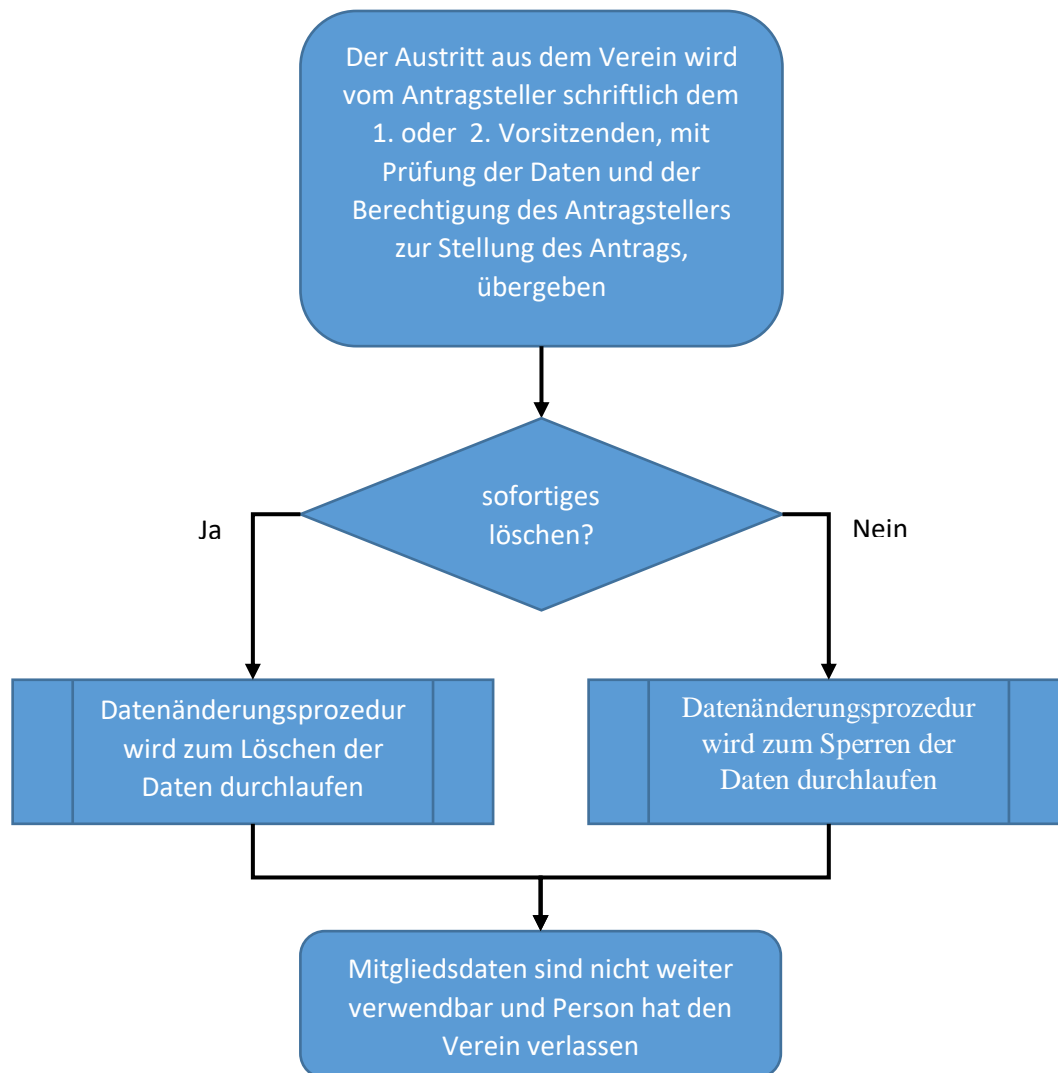 Der Austritt aus dem Verein wird
vom Antragsteller schriftlich dem
1. oder  2. Vorsitzenden, mit
Prüfung der Daten und der
Berechtigung des Antragstellers
zur Stellung des Antrags,
übergeben
sofortiges
löschen?
Ja
Nein
Datenänderungsprozedur
wird zum Löschen der
Daten durchlaufen
Datenänderungsprozedur
wird zum Sperren der
Daten durchlaufen
Mitgliedsdaten sind nicht weiter
verwendbar und Person hat den
Verein verlassen